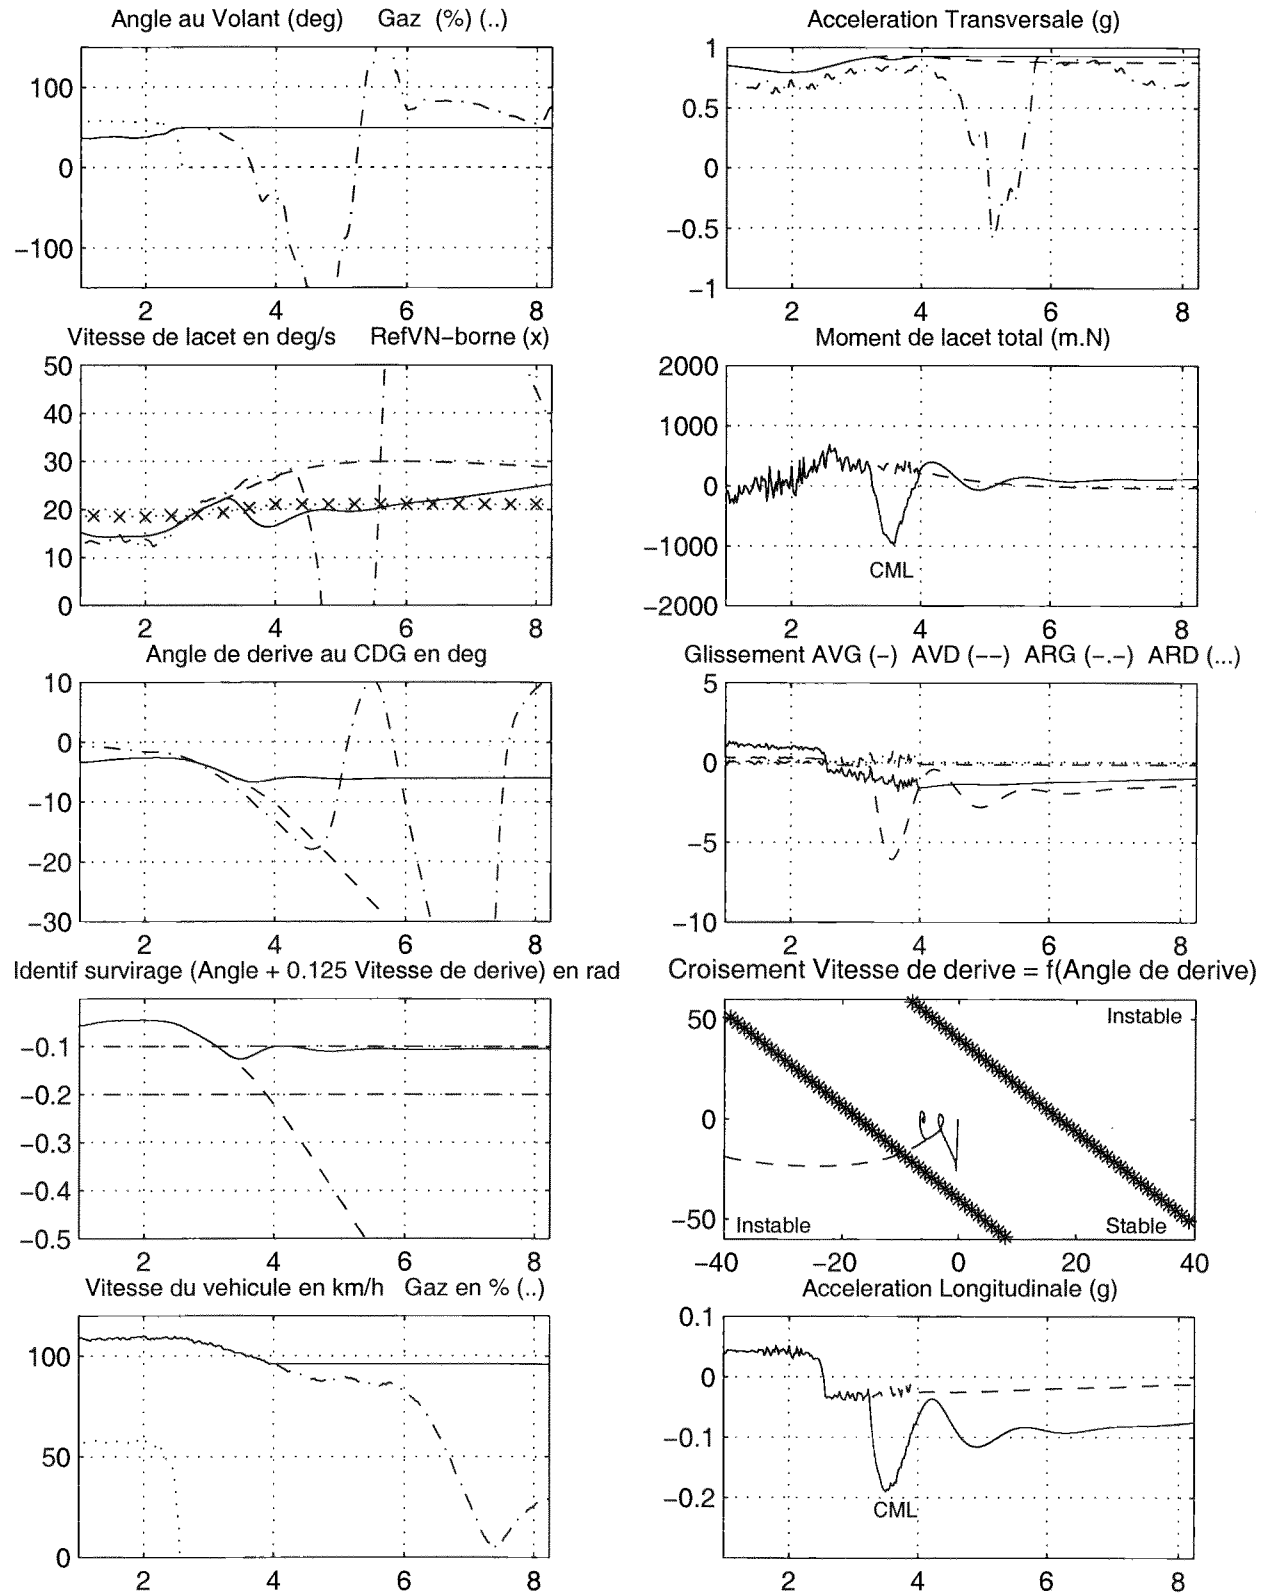 Angle au Volant (deg) Gaz (%) (..)
100
0
−100
2 4 6 8
Acceleration Transversale (g)
1
0.5
0
−0.5
−1
2 4 6 8
Vitesse de lacet en deg/s RefVN−borne (x)
50
40
30
20
10
0
2 4 6 8
Moment de lacet total (m.N)
2000
1000
0
−1000
−2000
CML
2 4 6 8
Angle de derive au CDG en deg
10
0
−10
−20
−30
2 4 6 8
Glissement AVG (−) AVD (−−) ARG (−.−) ARD (...)
5
0
−5
−10
2 4 6 8
Identif survirage (Angle + 0.125 Vitesse de derive) en rad
−0.1
−0.2
−0.3
−0.4
−0.5
2 4 6 8
Croisement Vitesse de derive = f(Angle de derive)
50
0
−50
Instable
Instable
Stable
−40 −20 0 20 40
Vitesse du vehicule en km/h Gaz en % (..)
100
50
0
2 4 6 8
Acceleration Longitudinale (g)
0.1
0
−0.1
−0.2
CML
2 4 6 8